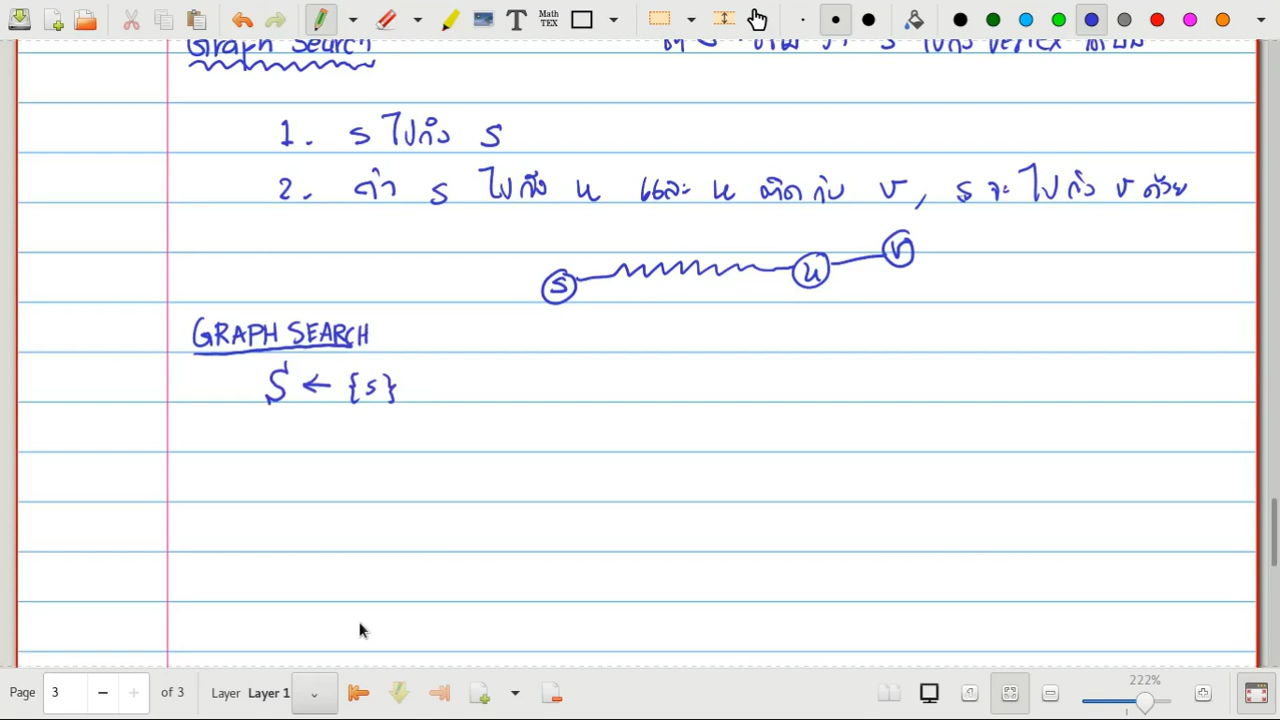 Math
TEX
Graph Search
1. s ไปถึง s
2. ถ้า s ไปถึง u และ u ติดกับ v, s จะไปถึง v ด้วย
s u v
GRAPH SEARCH
S ← {s}
Page 3 of 3 Layer Layer 1 222%